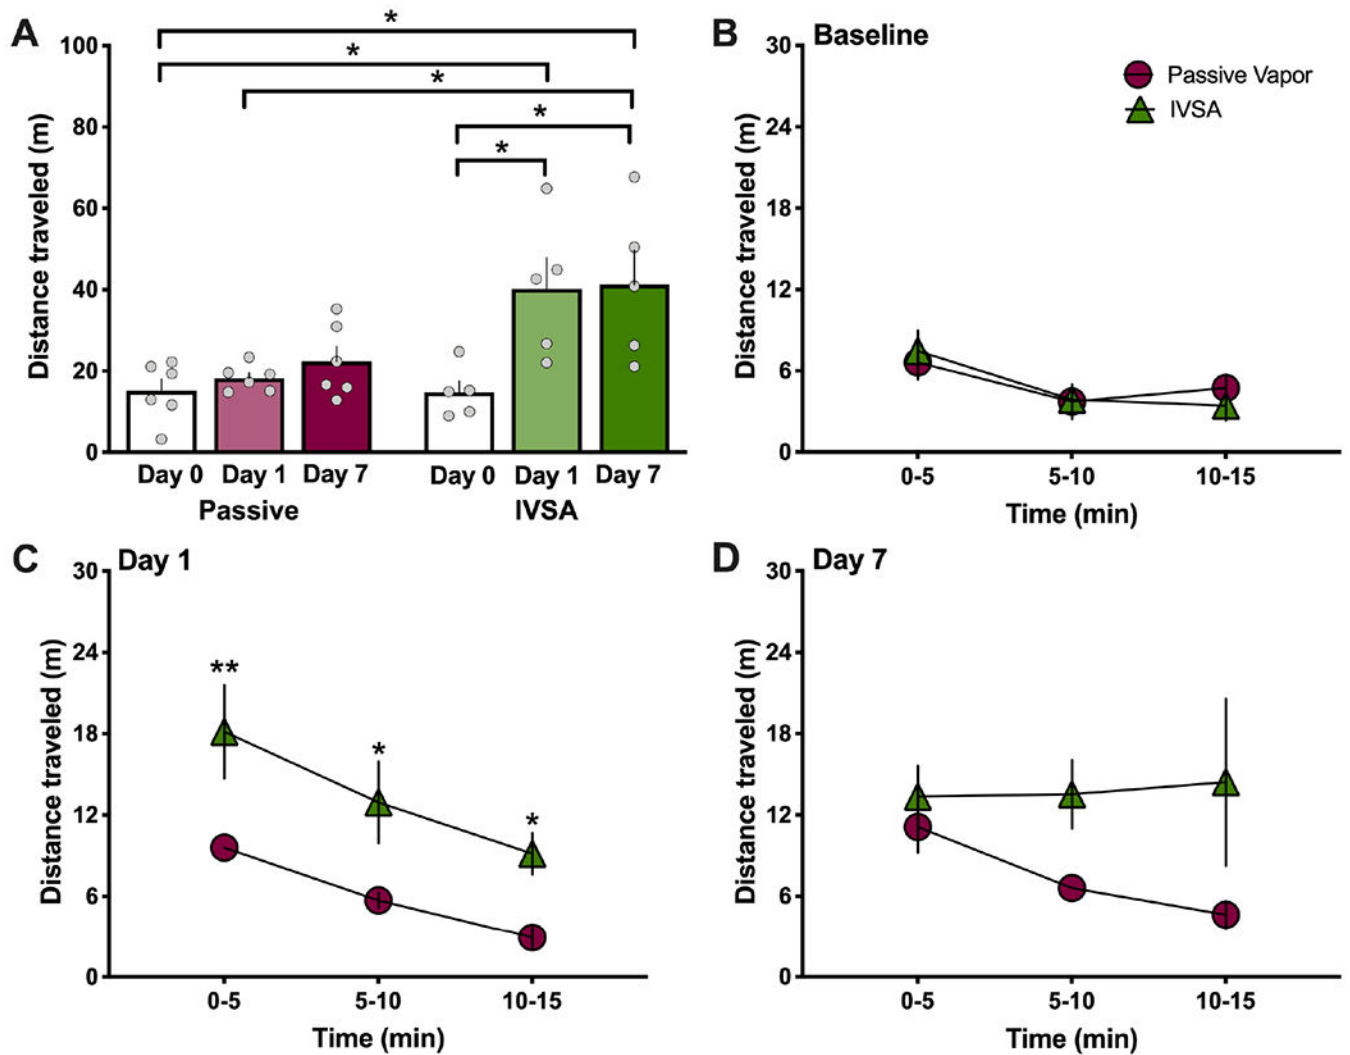 A
*
*
*
*
*
100
80
60
40
20
0
Distance traveled (m)
Day 0 Day 1 Day 7 Day 0 Day 1 Day 7
Passive IVSA
B Baseline
Passive Vapor
IVSA
30
24
18
12
6
0
Distance traveled (m)
0-5 5-10 10-15
Time (min)
C Day 1
30
24
18
12
6
0
Distance traveled (m)
**
*
*
0-5 5-10 10-15
Time (min)
D Day 7
30
24
18
12
6
0
Distance traveled (m)
0-5 5-10 10-15
Time (min)